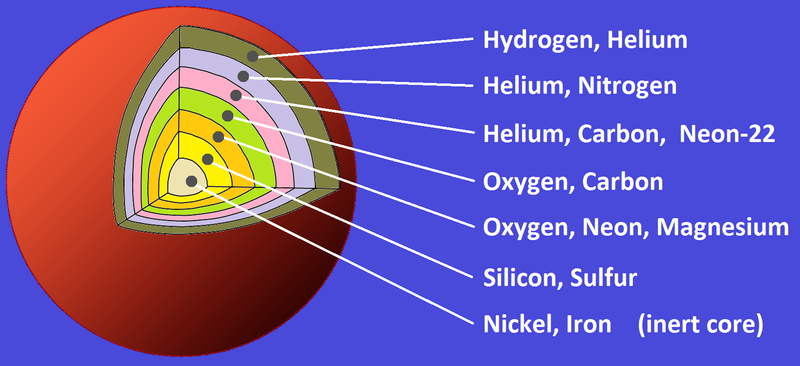 Hydrogen, Helium
Helium, Nitrogen
Helium, Carbon, Neon-22
Oxygen, Carbon
Oxygen, Neon, Magnesium
Silicon, Sulfur
Nickel, Iron (inert core)